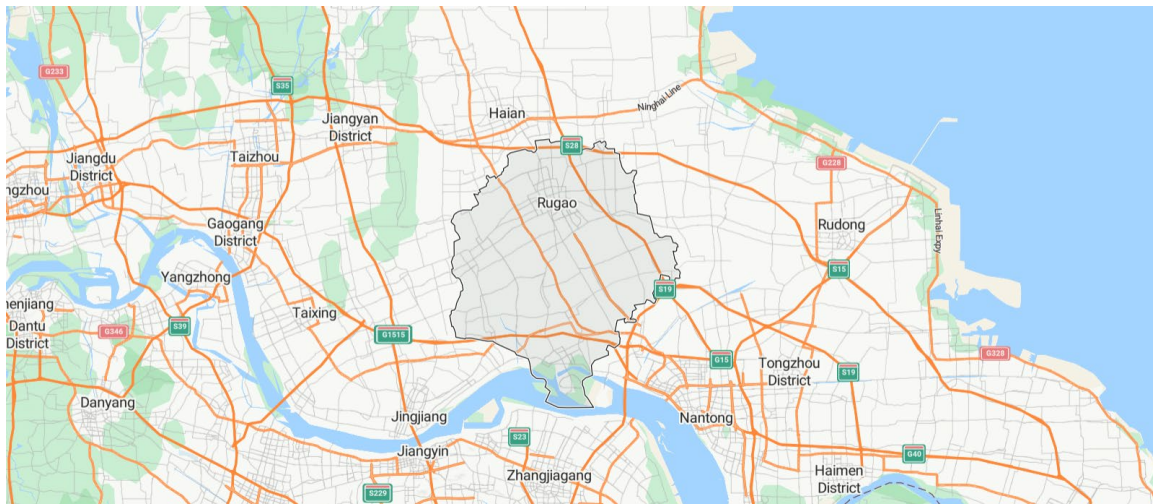 G233
S35
Haian
Ninghai-Line
Jiangyan
District
S28
Jiangdu
District
Taizhou
G228
ngzhou
Rugao
Gaogang
District
Rudong
Linhai-Expy
Yangzhong
S15
S19
henjiang
Taixing
Dantu
District
G346
S39
G1515
G15
G328
Tongzhou
District
S19
Danyang
Jingjiang
Nantong
S23
Jiangyin
G40
Zhangjiagang
Haimen
District
S229